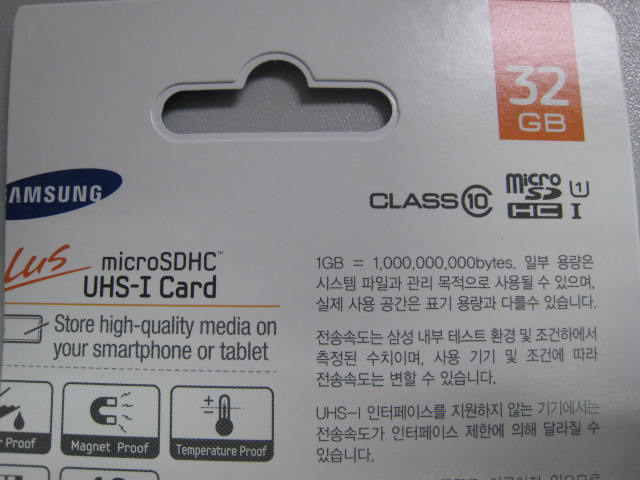 32
GB
SAMSUNG
CLASS 10
micro
SD
HC I
U1
Plus
microSDHC™
UHS-I Card
Store high-quality media on
your smartphone or tablet
Proof
Magnet Proof
Temperature Proof
1GB = 1,000,000,000bytes. 일부 용량은
시스템 파일과 관리 목적으로 사용될 수 있으며,
실제 사용 공간은 표기 용량과 다를수 있습니다.
전송속도는 삼성 내부 테스트 환경 및 조건하에서
측정된 수치이며, 사용 기기 및 조건에 따라
전송속도는 변할 수 있습니다.
UHS-I 인터페이스를 지원하지 않는 기기에서는
전송속도가 인터페이스 제한에 의해 달라질 수
있습니다.